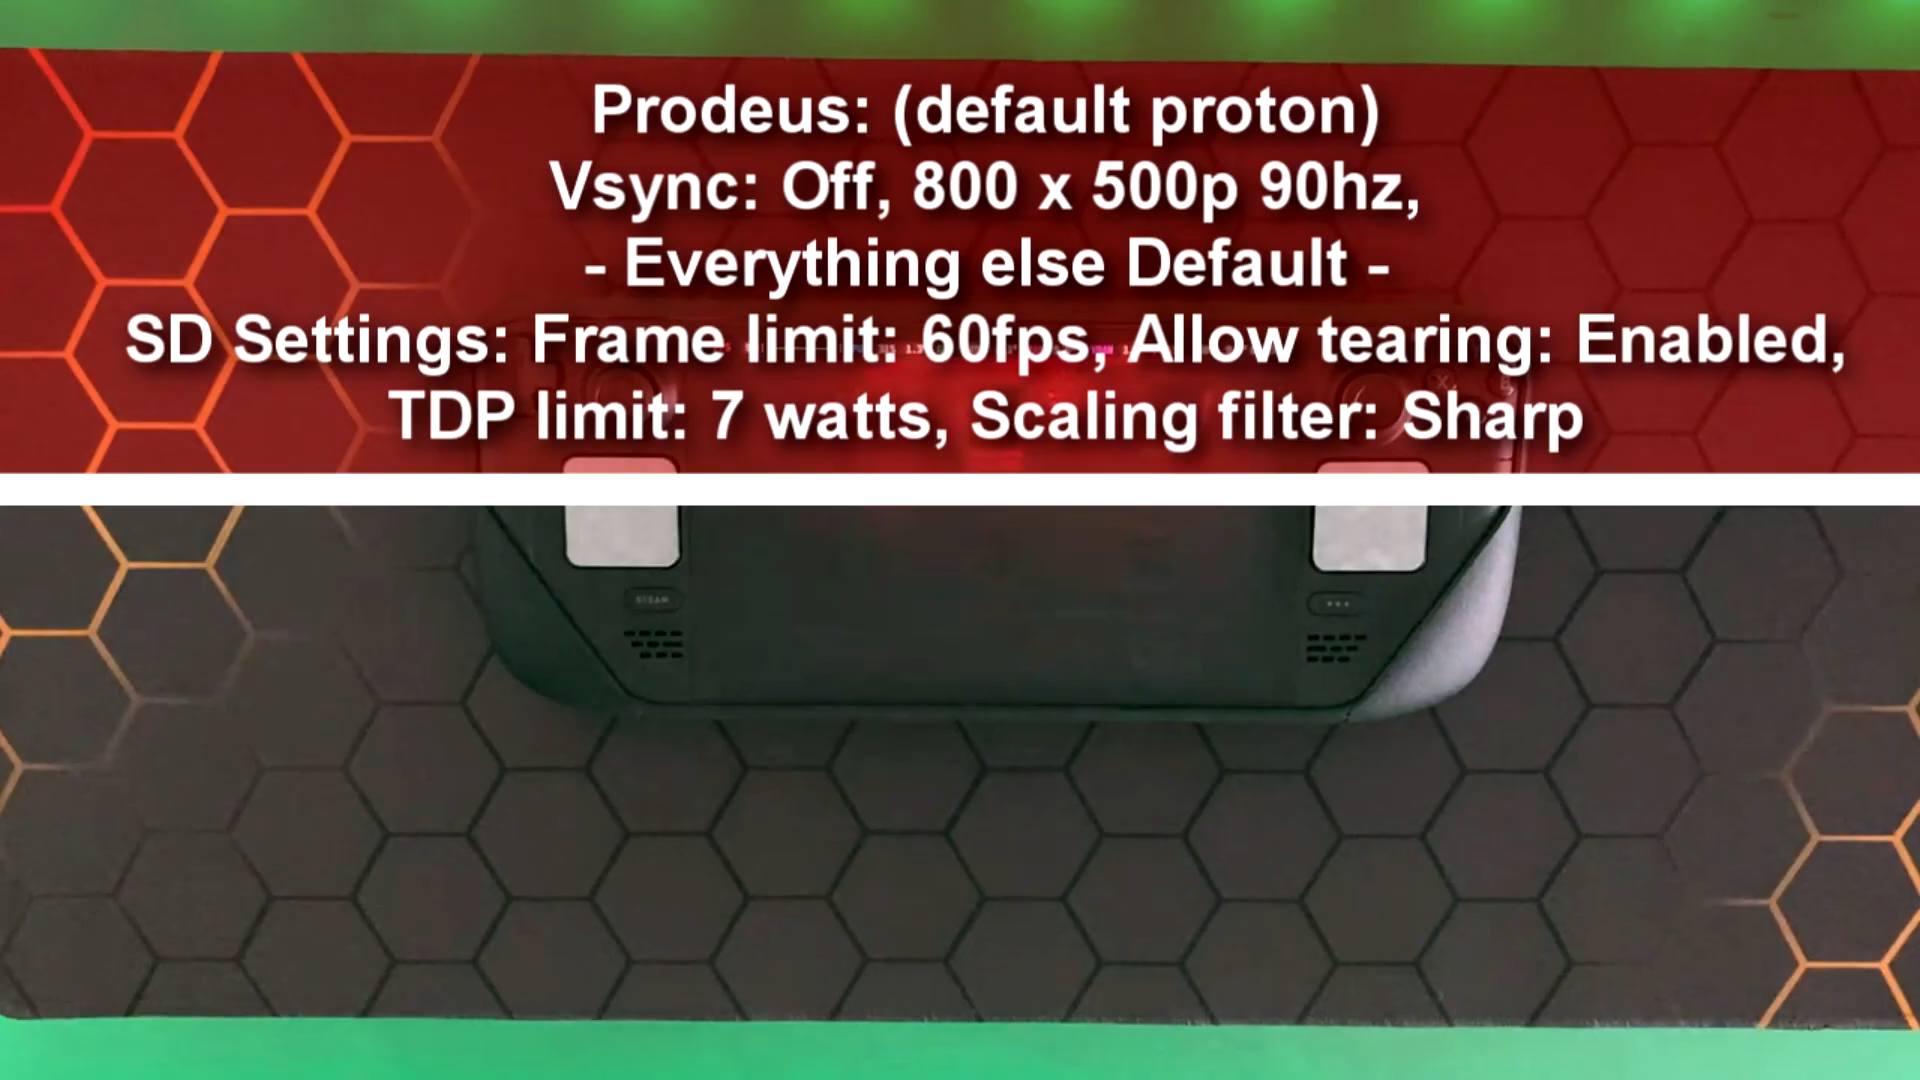 Prodeus: (default proton)
Vsync: Off, 800 x 500p 90hz,
- Everything else Default -
SD Settings: Frame limit: 60fps, Allow tearing: Enabled,
TDP limit: 7 watts, Scaling filter: Sharp
STEAM